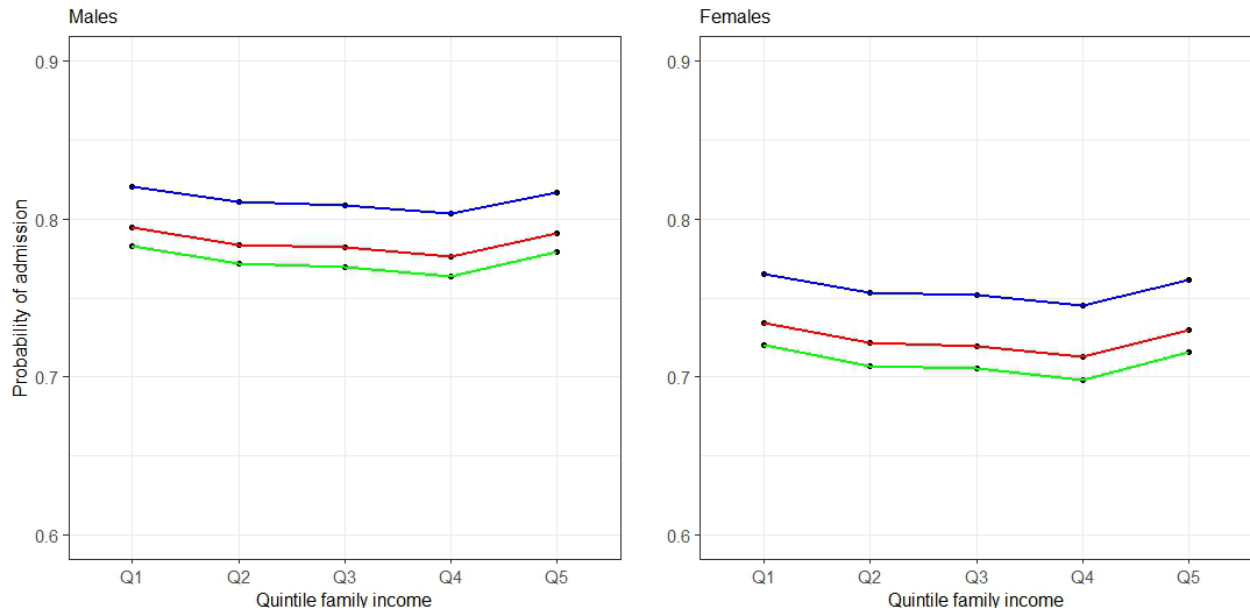 Males
Probability of admission
0.9
0.8
0.7
0.6
Q1 Q2 Q3 Q4 Q5
Quintile family income
Females
0.9
0.8
0.7
0.6
Q1 Q2 Q3 Q4 Q5
Quintile family income